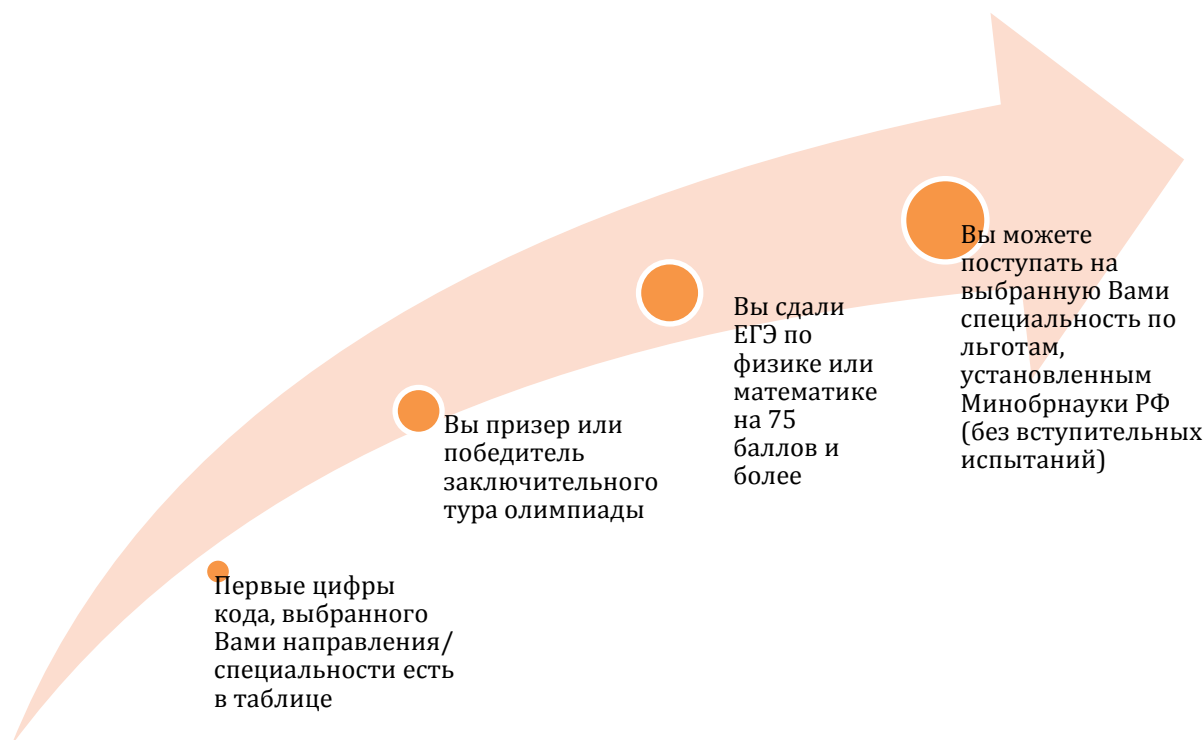 Первые цифры
кода, выбранного
Вами направления/
специальности есть
в таблице
Вы призер или
победитель
заключительного
тура олимпиады
Вы сдали
ЕГЭ по
физике или
математике
на 75
баллов и
более
Вы можете
поступать на
выбранную Вами
специальность по
льготам,
установленным
Минобрнауки РФ
(без вступительных
испытаний)